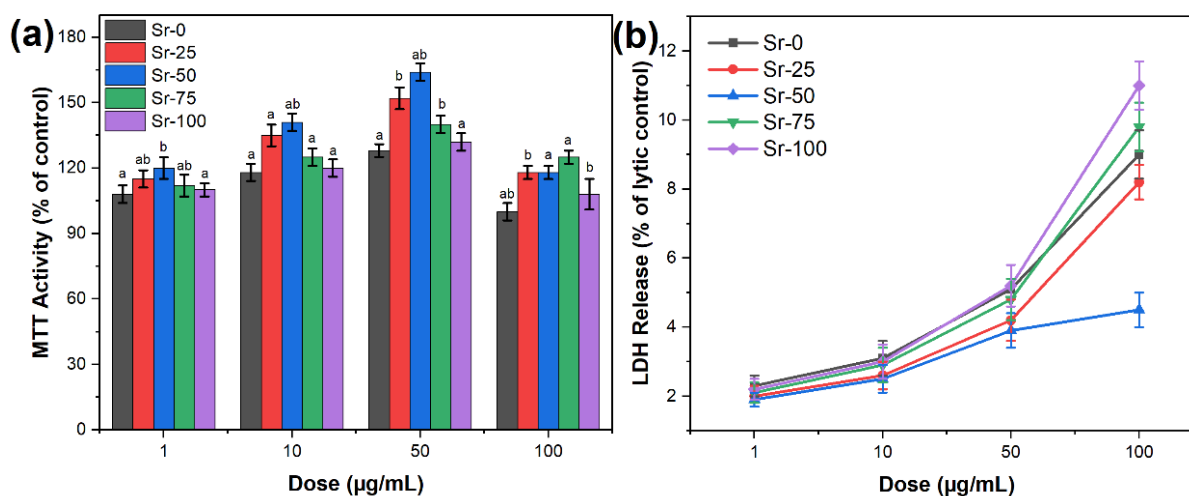 (a)
MTT Activity (% of control)
180
150
120
90
60
30
0
Sr-0
Sr-25
Sr-50
Sr-75
Sr-100
a ab b ab a
a a ab a a
a b ab b a
ab a a a b
1 10 50 100
Dose (µg/mL)
(b)
LDH Release (% of lytic control)
12
10
8
6
4
2
Sr-0
Sr-25
Sr-50
Sr-75
Sr-100
1 10 50 100
Dose (µg/mL)